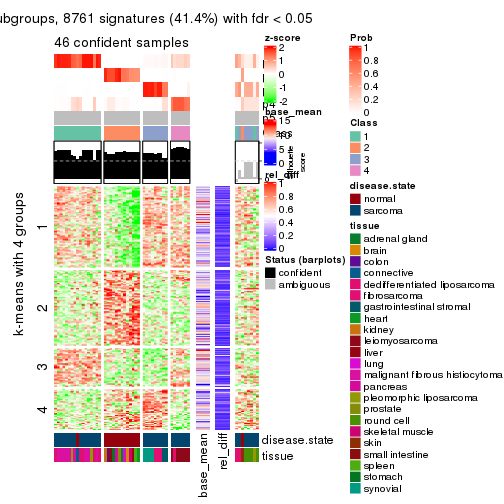 ubgroups, 8761 signatures (41.4%) with fdr < 0.05
46 confident samples
k-means with 4 groups
1
2
3
4
base_mean
rel_diff
disease.state
tissue
z-score
2
1
0
-1
-2
base_mean
15
5
0
rel_diff
1
0.8
0.6
0.4
0.2
0
Status (barplots)
confident
ambiguous
score
Prob
1
0.8
0.6
0.4
0.2
0
Class
1
2
3
4
disease.state
normal
sarcoma
tissue
adrenal gland
brain
colon
connective
dedifferentiated liposarcoma
fibrosarcoma
gastrointestinal stromal
heart
kidney
leiomyosarcoma
liver
lung
malignant fibrous histiocytoma
pancreas
pleomorphic liposarcoma
prostate
round cell
skeletal muscle
skin
small intestine
spleen
stomach
synovial